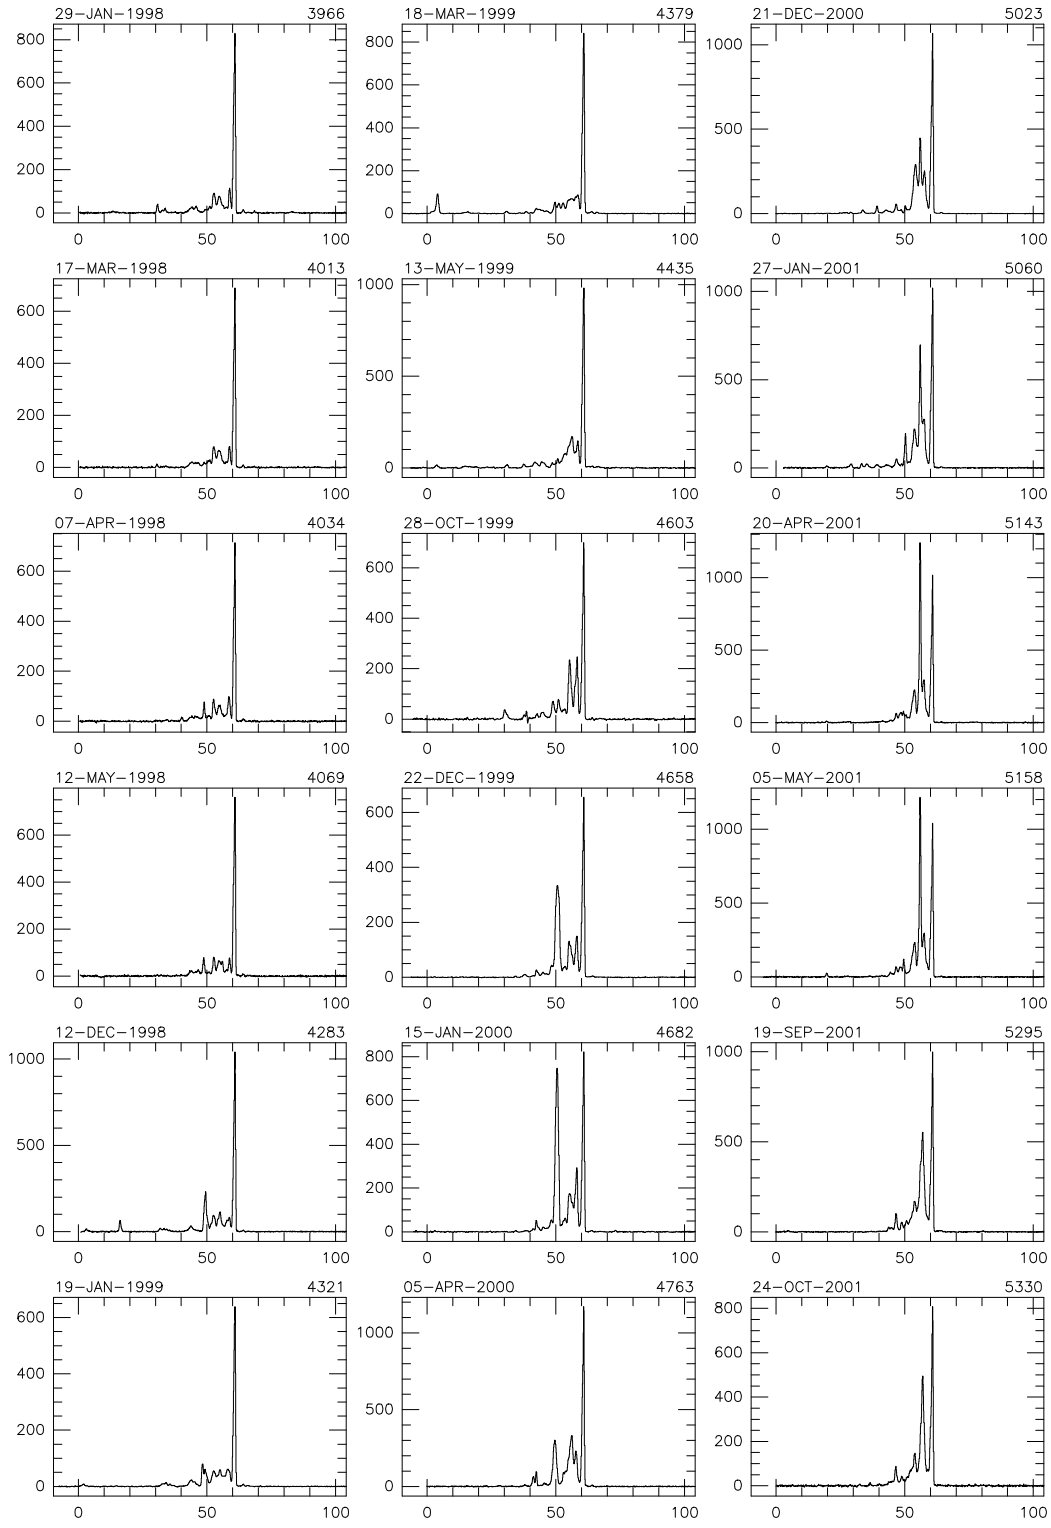 29-JAN-1998 3966
800
600
400
200
0
0 50 100
17-MAR-1998 4013
600
400
200
0
0 50 100
07-APR-1998 4034
600
400
200
0
0 50 100
12-MAY-1998 4069
600
400
200
0
0 50 100
12-DEC-1998 4283
1000
500
0
0 50 100
19-JAN-1999 4321
600
400
200
0
0 50 100
18-MAR-1999 4379
800
600
400
200
0
0 50 100
13-MAY-1999 4435
1000
500
0
0 50 100
28-OCT-1999 4603
600
400
200
0
0 50 100
22-DEC-1999 4658
600
400
200
0
0 50 100
15-JAN-2000 4682
800
600
400
200
0
0 50 100
05-APR-2000 4763
1000
500
0
0 50 100
21-DEC-2000 5023
1000
500
0
0 50 100
27-JAN-2001 5060
1000
500
0
0 50 100
20-APR-2001 5143
1000
500
0
0 50 100
05-MAY-2001 5158
1000
500
0
0 50 100
19-SEP-2001 5295
1000
500
0
0 50 100
24-OCT-2001 5330
800
600
400
200
0
0 50 100